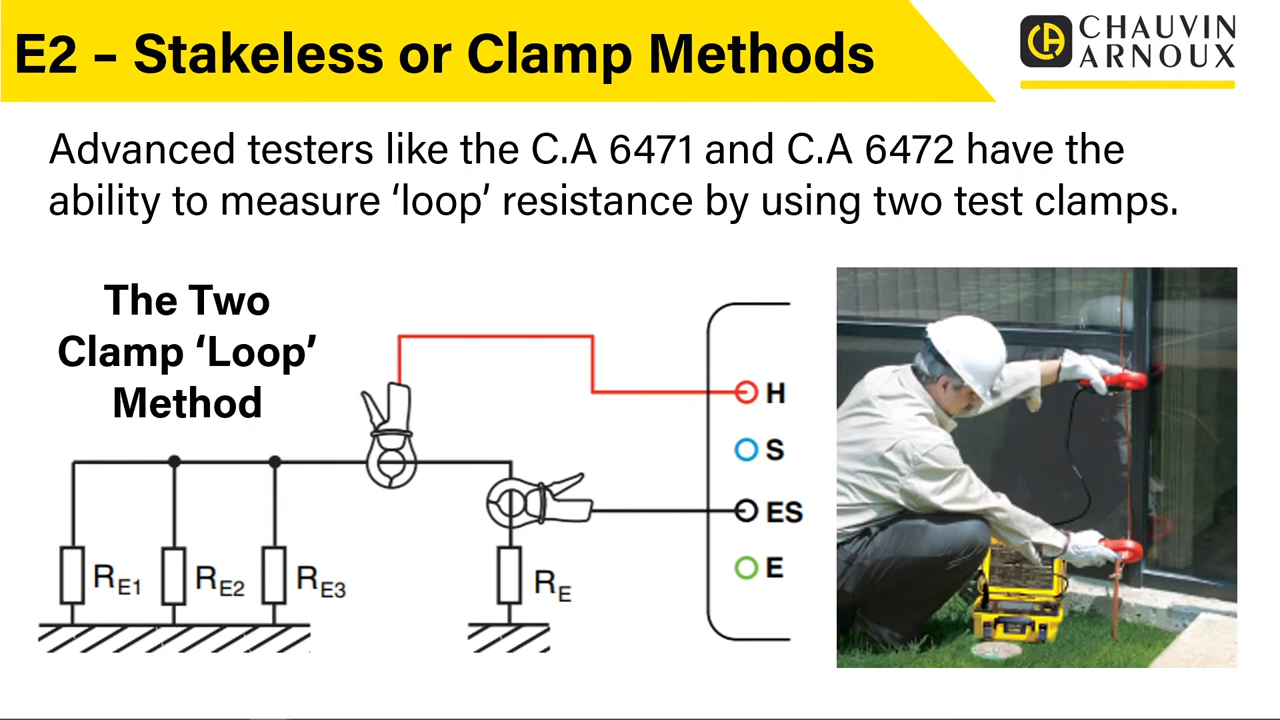 E2 – Stakeless or Clamp Methods
CHAUVIN
ARNOUX
Advanced testers like the C.A 6471 and C.A 6472 have the
ability to measure ‘loop’ resistance by using two test clamps.
The Two
Clamp ‘Loop’
Method
H
S
ES
E
RE1
RE2
RE3
RE